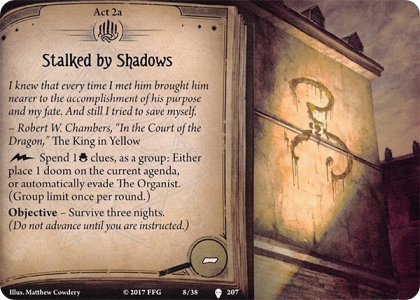 Act 2a
Stalked by Shadows
I knew that every time I met him brought him
nearer to the accomplishment of his purpose
and my fate. And still I tried to save myself.
– Robert W. Chambers, "In the Court of the
Dragon," The King in Yellow
Spend 1 clues, as a group: Either
place 1 doom on the current agenda,
or automatically evade The Organist.
(Group limit once per round.)
Objective – Survive three nights.
(Do not advance until you are instructed.)
–
Illus. Matthew Cowdery
© 2017 FFG
8/38
207